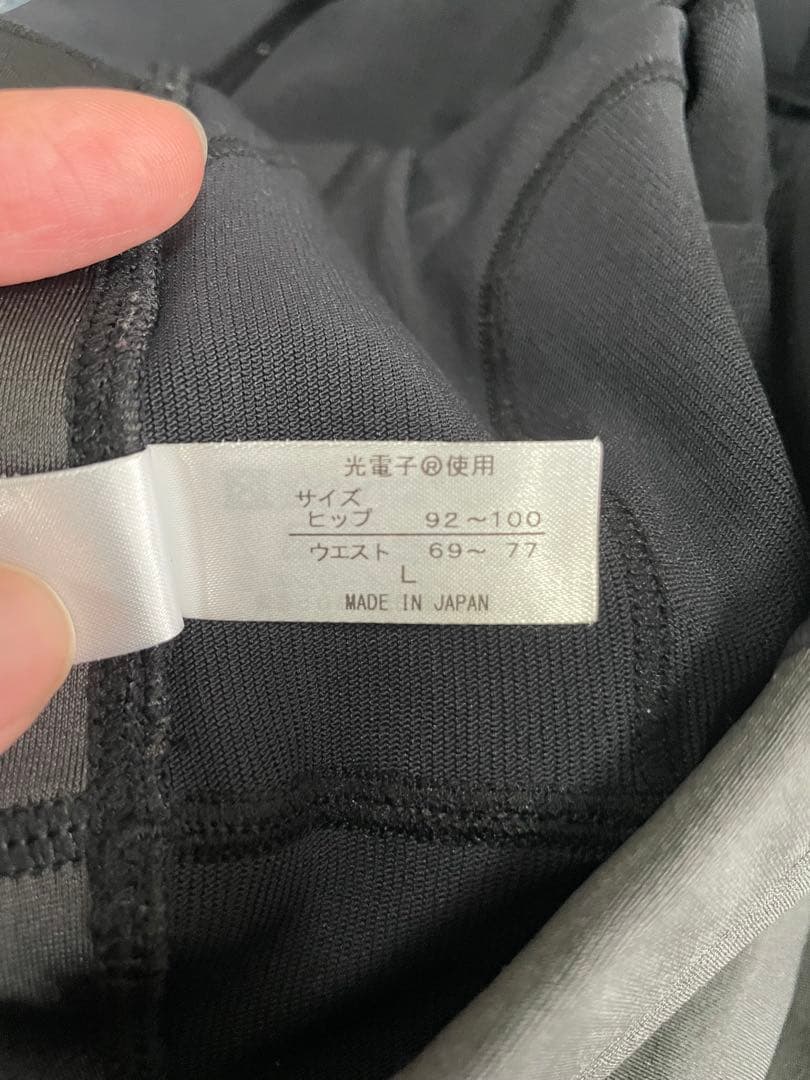 光電子®使用
サイズ
ヒップ 92～100
ウエスト 69～ 77
L
MADE IN JAPAN